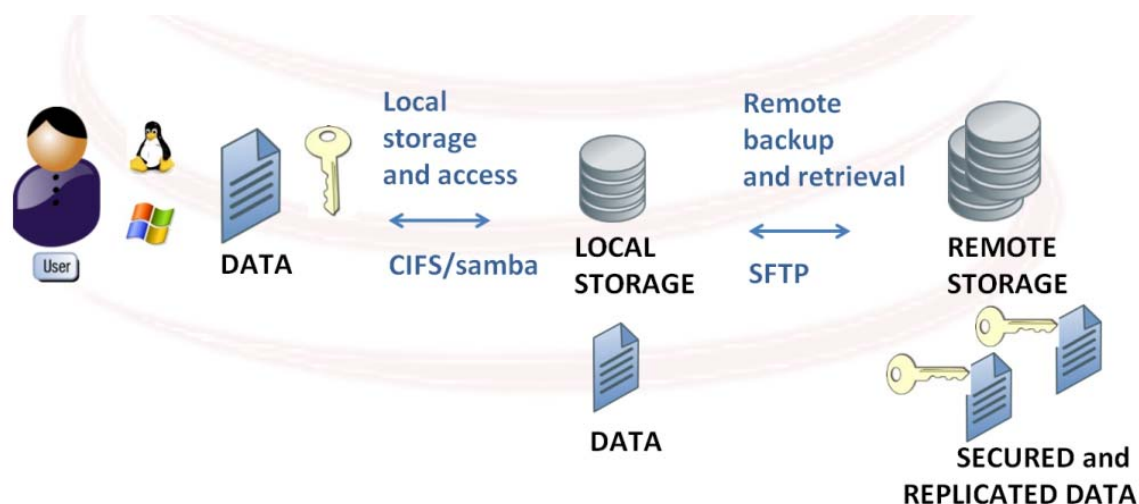 User
DATA
Local
storage
and access
CIFS/samba
LOCAL
STORAGE
DATA
Remote
backup
and retrieval
SFTP
REMOTE
STORAGE
SECURED and
REPLICATED DATA